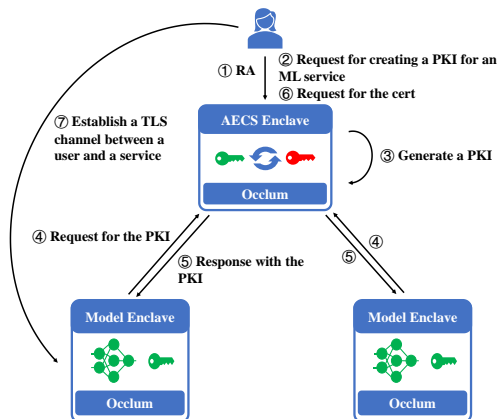 ② Request for creating a PKI for an
ML service
① RA
⑥ Request for the cert
AECS Enclave
⑦ Establish a TLS
channel between a
user and a service
③ Generate a PKI
Occlum
④ Request for the PKI
④
⑤ Response with the
PKI
⑤
Model Enclave
Model Enclave
Occlum
Occlum